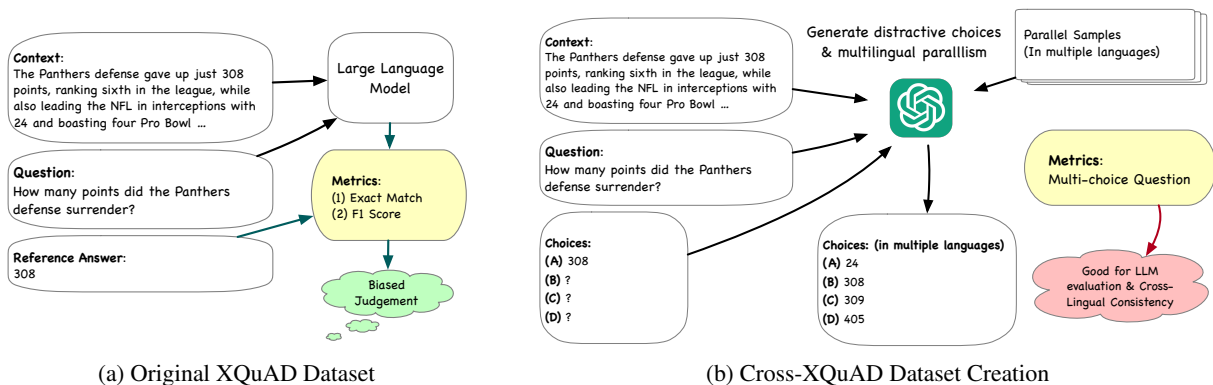 Context:
The Panthers defense gave up just 308
points, ranking sixth in the league, while
also leading the NFL in interceptions with
24 and boasting four Pro Bowl ...
Question:
How many points did the Panthers
defense surrender?
Reference Answer:
308
Large Language
Model
Metrics:
(1) Exact Match
(2) F1 Score
Biased
Judgement
(a) Original XQuAD Dataset
Context:
The Panthers defense gave up just 308
points, ranking sixth in the league, while
also leading the NFL in interceptions with
24 and boasting four Pro Bowl ...
Question:
How many points did the Panthers
defense surrender?
Choices:
(A) 308
(B) ?
(C) ?
(D) ?
Generate distractive choices
& multilingual paralllism
Parallel Samples
(In multiple languages)
Choices: (in multiple languages)
(A) 24
(B) 308
(C) 309
(D) 405
Metrics:
Multi-choice Question
Good for LLM
evaluation & Cross-
Lingual Consistency
(b) Cross-XQuAD Dataset Creation